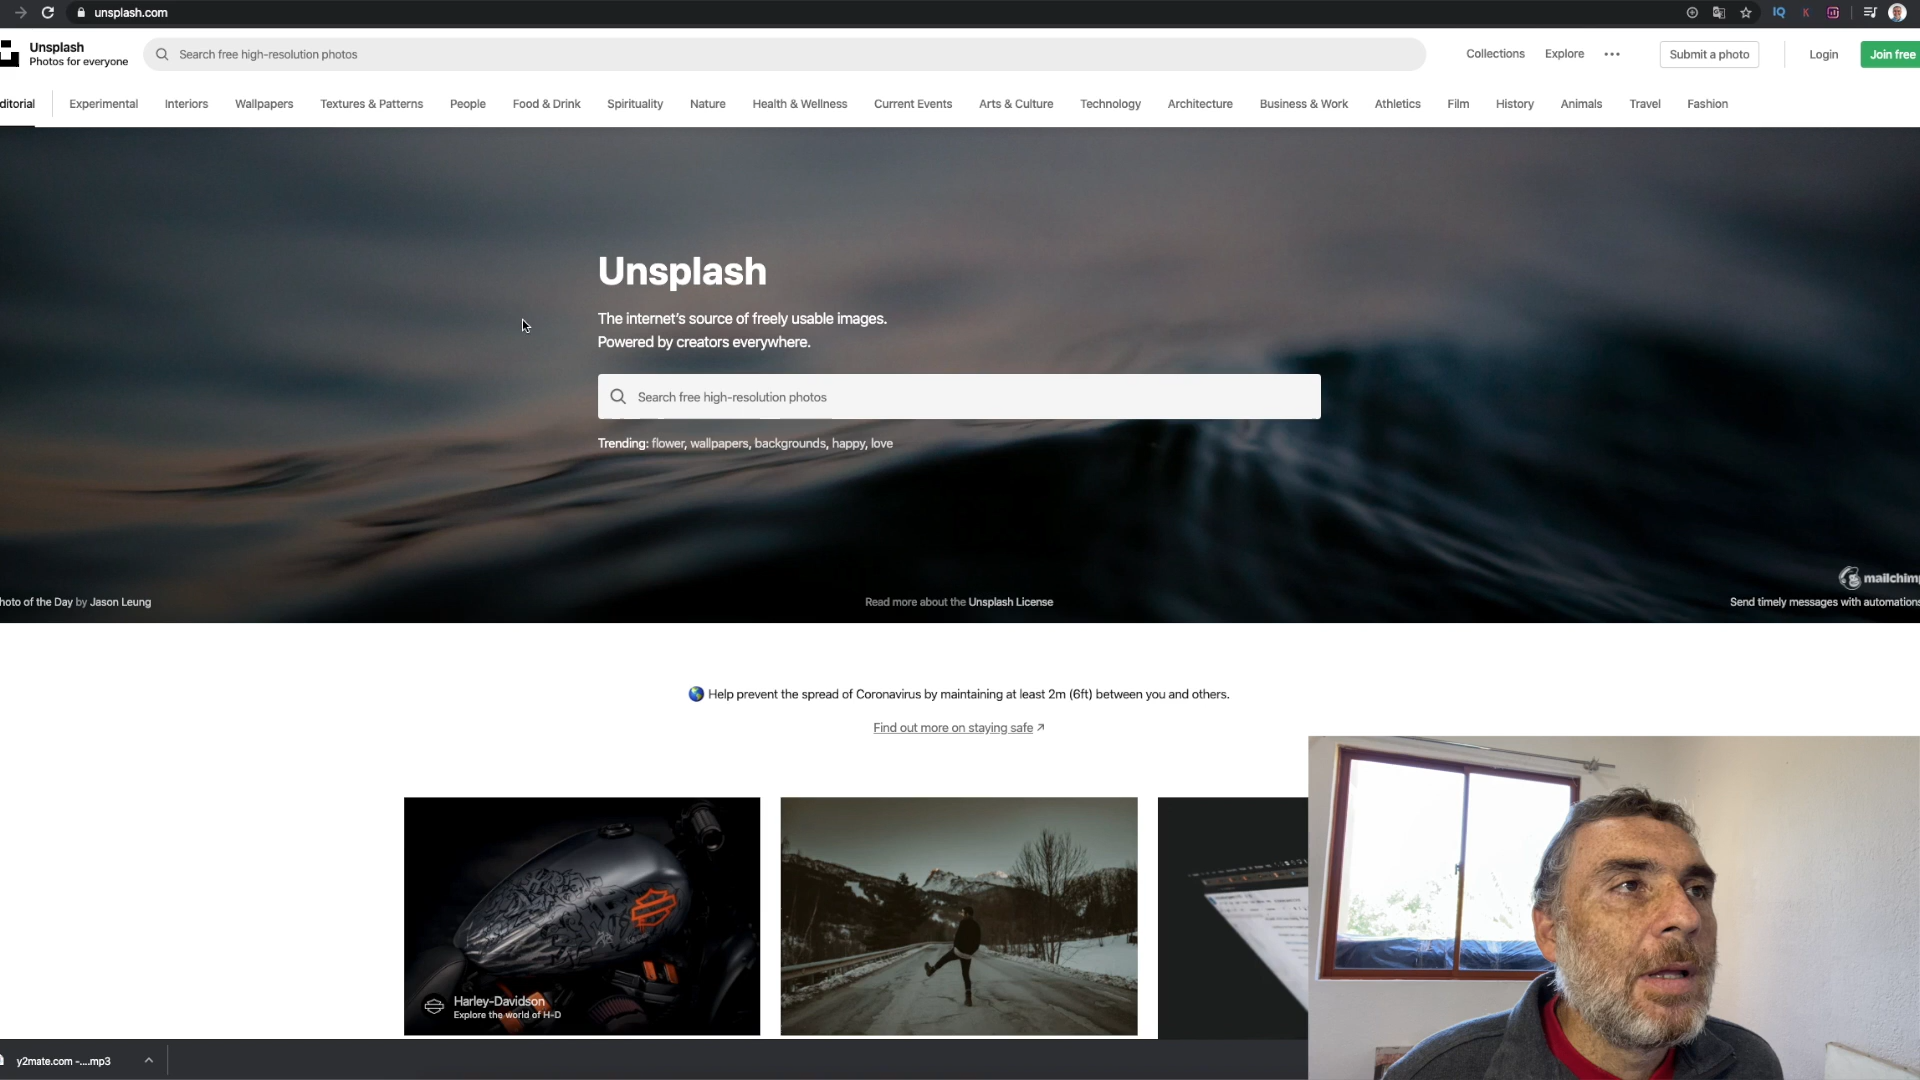 unsplash.com
IQ
K
Unsplash
Photos for everyone
Search free high-resolution photos
Collections
Explore
Submit a photo
Login
Join free
ditorial
Experimental
Interiors
Wallpapers
Textures & Patterns
People
Food & Drink
Spirituality
Nature
Health & Wellness
Current Events
Arts & Culture
Technology
Architecture
Business & Work
Athletics
Film
History
Animals
Travel
Fashion
Unsplash
The internet's source of freely usable images.
Powered by creators everywhere.
Search free high-resolution photos
Trending: flower, wallpapers, backgrounds, happy, love
mailchimp
hoto of the Day by Jason Leung
Read more about the Unsplash License
Send timely messages with automations
Help prevent the spread of Coronavirus by maintaining at least 2m (6ft) between you and others.
Find out more on staying safe ↗
Harley-Davidson
Explore the world of H-D
y2mate.com -....mp3